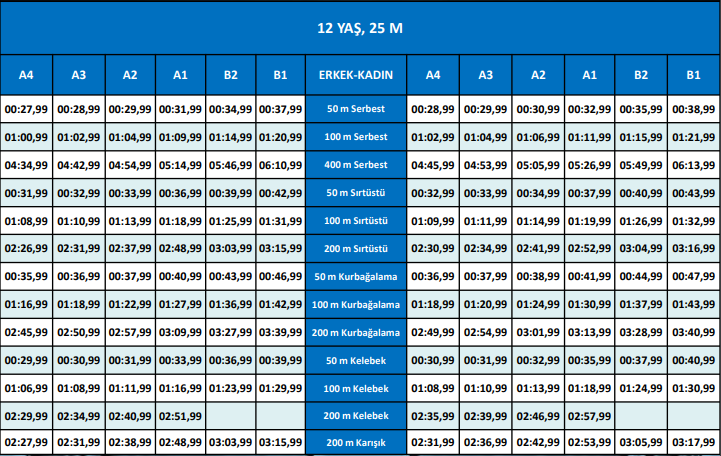 12 YAŞ, 25 M
A4 A3 A2 A1 B2 B1 ERKEK-KADIN A4 A3 A2 A1 B2 B1
00:27,99 00:28,99 00:29,99 00:31,99 00:34,99 00:37,99 50 m Serbest 00:28,99 00:29,99 00:30,99 00:32,99 00:35,99 00:38,99
01:00,99 01:02,99 01:04,99 01:09,99 01:14,99 01:20,99 100 m Serbest 01:02,99 01:04,99 01:06,99 01:11,99 01:15,99 01:21,99
04:34,99 04:42,99 04:54,99 05:14,99 05:46,99 06:10,99 400 m Serbest 04:45,99 04:53,99 05:05,99 05:26,99 05:49,99 06:13,99
00:31,99 00:32,99 00:33,99 00:36,99 00:39,99 00:42,99 50 m Sırtüstü 00:32,99 00:33,99 00:34,99 00:37,99 00:40,99 00:43,99
01:08,99 01:10,99 01:13,99 01:18,99 01:25,99 01:31,99 100 m Sırtüstü 01:09,99 01:11,99 01:14,99 01:19,99 01:26,99 01:32,99
02:26,99 02:31,99 02:37,99 02:48,99 03:03,99 03:15,99 200 m Sırtüstü 02:30,99 02:34,99 02:41,99 02:52,99 03:04,99 03:16,99
00:35,99 00:36,99 00:37,99 00:40,99 00:43,99 00:46,99 50 m Kurbağalama 00:36,99 00:37,99 00:38,99 00:41,99 00:44,99 00:47,99
01:16,99 01:18,99 01:22,99 01:27,99 01:36,99 01:42,99 100 m Kurbağalama 01:18,99 01:20,99 01:24,99 01:30,99 01:37,99 01:43,99
02:45,99 02:50,99 02:57,99 03:09,99 03:27,99 03:39,99 200 m Kurbağalama 02:49,99 02:54,99 03:01,99 03:13,99 03:28,99 03:40,99
00:29,99 00:30,99 00:31,99 00:33,99 00:36,99 00:39,99 50 m Kelebek 00:30,99 00:31,99 00:32,99 00:35,99 00:37,99 00:40,99
01:06,99 01:08,99 01:11,99 01:16,99 01:23,99 01:29,99 100 m Kelebek 01:08,99 01:10,99 01:13,99 01:18,99 01:24,99 01:30,99
02:29,99 02:34,99 02:40,99 02:51,99 200 m Kelebek 02:35,99 02:39,99 02:46,99 02:57,99
02:27,99 02:31,99 02:38,99 02:48,99 03:03,99 03:15,99 200 m Karışık 02:31,99 02:36,99 02:42,99 02:53,99 03:05,99 03:17,99